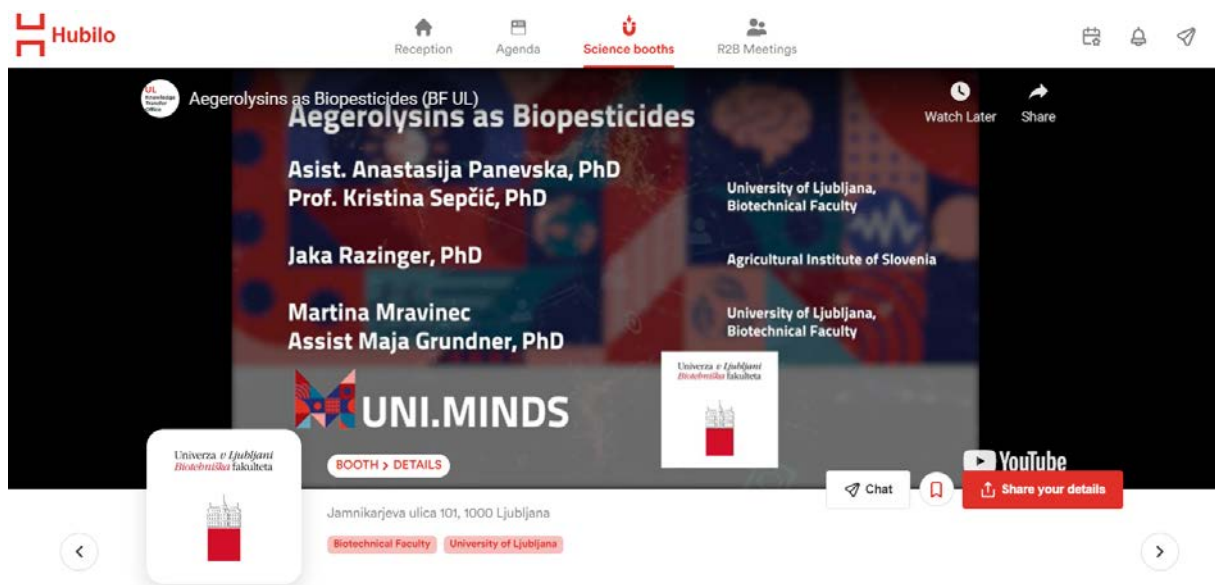 Hubilo
Reception
Agenda
Science booths
R2B Meetings
UL
Knowledge
Transfer
Office
Aegerolysins as Biopesticides (BF UL)
Watch Later
Share
Aegerolysins as Biopesticides
Asist. Anastasija Panevska, PhD
Prof. Kristina Sepčić, PhD
University of Ljubljana,
Biotechnical Faculty
Jaka Razinger, PhD
Agricultural Institute of Slovenia
Martina Mravinec
Assist Maja Grundner, PhD
University of Ljubljana,
Biotechnical Faculty
UNI.MINDS
Univerza v Ljubljani
Biotehniška fakulteta
Univerza v Ljubljani
Biotehniška fakulteta
BOOTH > DETAILS
YouTube
Chat
Share your details
Jamnikarjeva ulica 101, 1000 Ljubljana
Biotechnical Faculty
University of Ljubljana